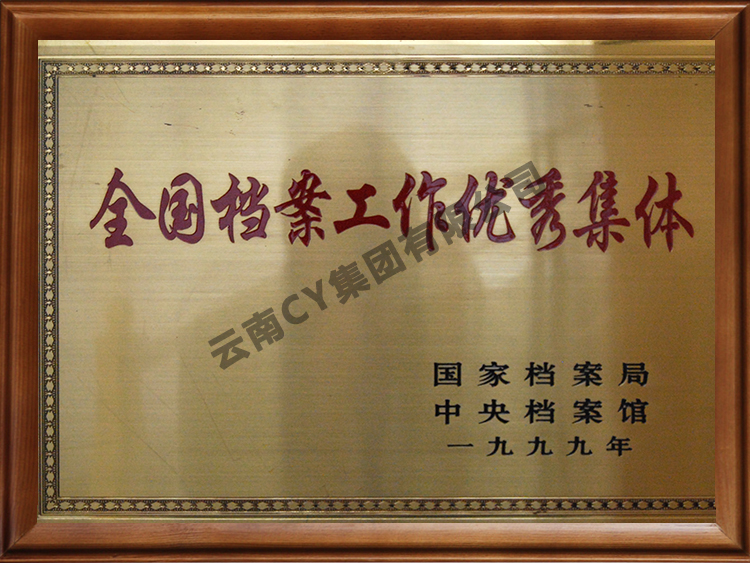 全国档案工作优秀集体
云南CY集团有限公司
国家档案局
中央档案馆
一九九九年